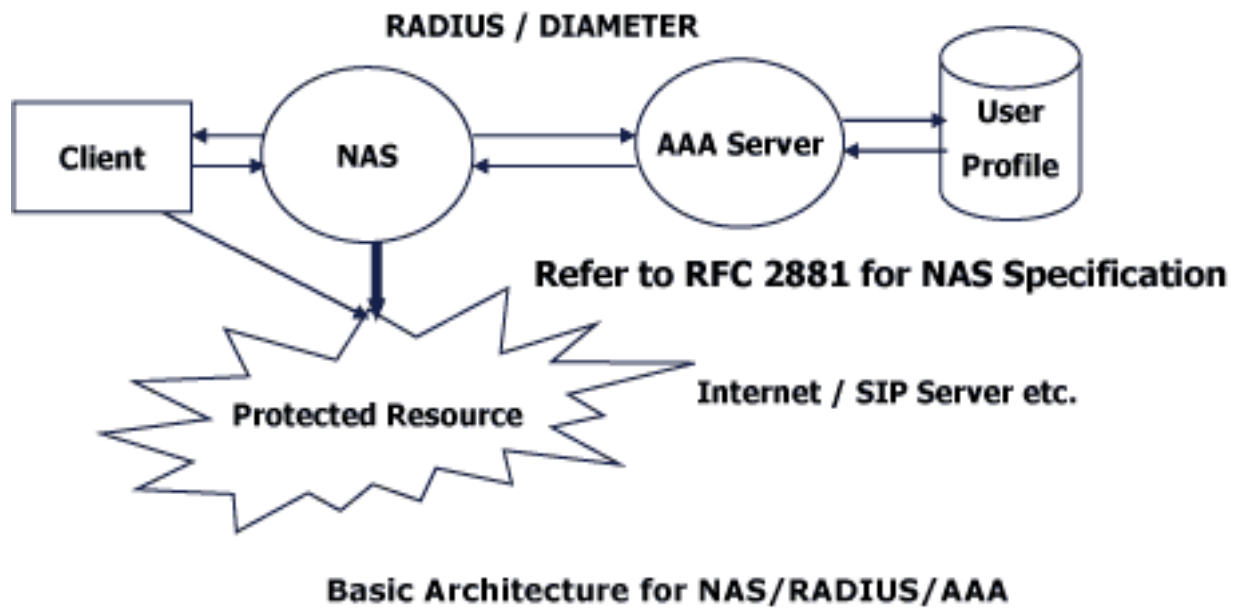 RADIUS / DIAMETER
Client
NAS
AAA Server
User
Profile
Refer to RFC 2881 for NAS Specification
Internet / SIP Server etc.
Protected Resource
Basic Architecture for NAS/RADIUS/AAA